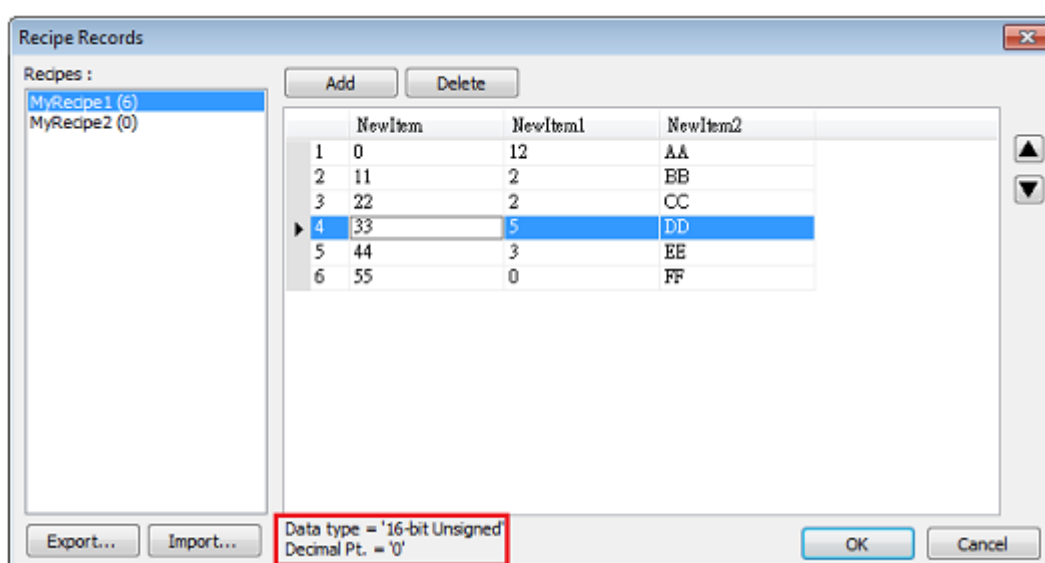 Recipe Records
Recipes :
Add Delete
MyRecipe1 (6)
MyRecipe2 (0)
NewItem NewItem1 NewItem2
1 0 12 AA
2 11 2 BB
3 22 2 CC
4 33 5 DD
5 44 3 EE
6 55 0 FF
Export... Import...
Data type = '16-bit Unsigned'
Decimal Pt. = '0'
OK Cancel